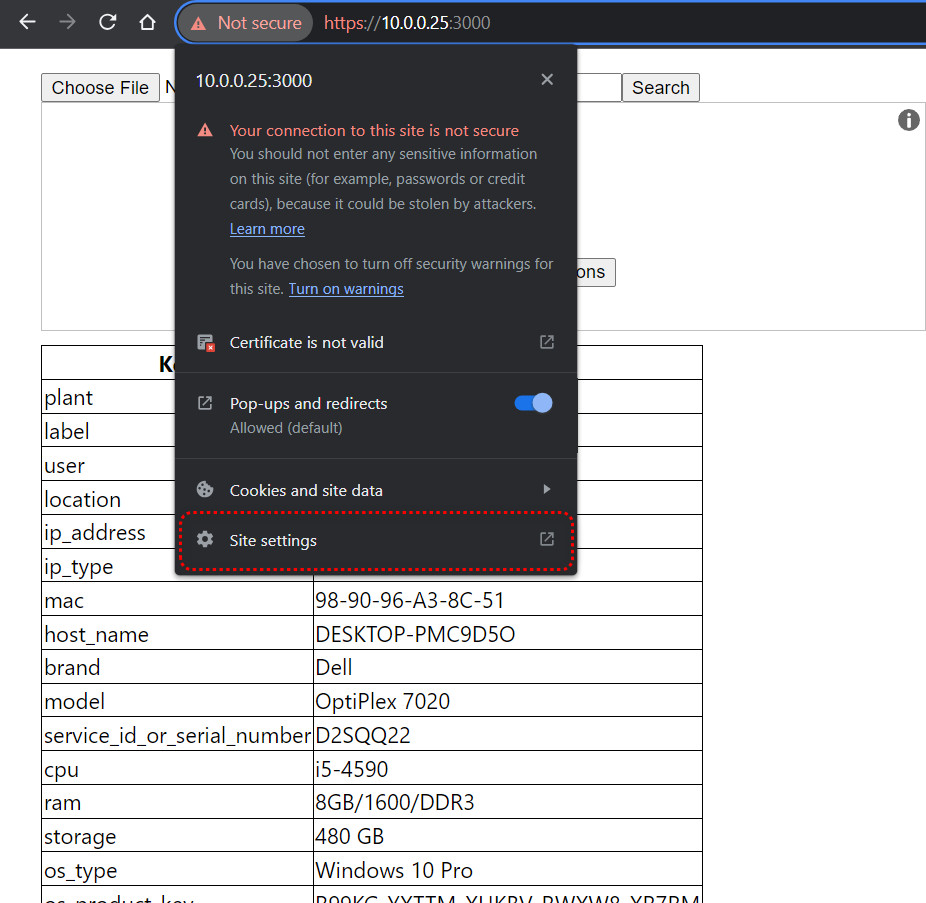 Not secure https://10.0.0.25:3000
Choose File
Search
10.0.0.25:3000
Your connection to this site is not secure
You should not enter any sensitive information
on this site (for example, passwords or credit
cards), because it could be stolen by attackers.
Learn more
You have chosen to turn off security warnings for
this site. Turn on warnings
Certificate is not valid
Pop-ups and redirects
Allowed (default)
Cookies and site data
Site settings
plant
label
user
location
ip_address
ip_type
mac 98-90-96-A3-8C-51
host_name DESKTOP-PMC9D5O
brand Dell
model OptiPlex 7020
service_id_or_serial_number D2SQQ22
cpu i5-4590
ram 8GB/1600/DDR3
storage 480 GB
os_type Windows 10 Pro